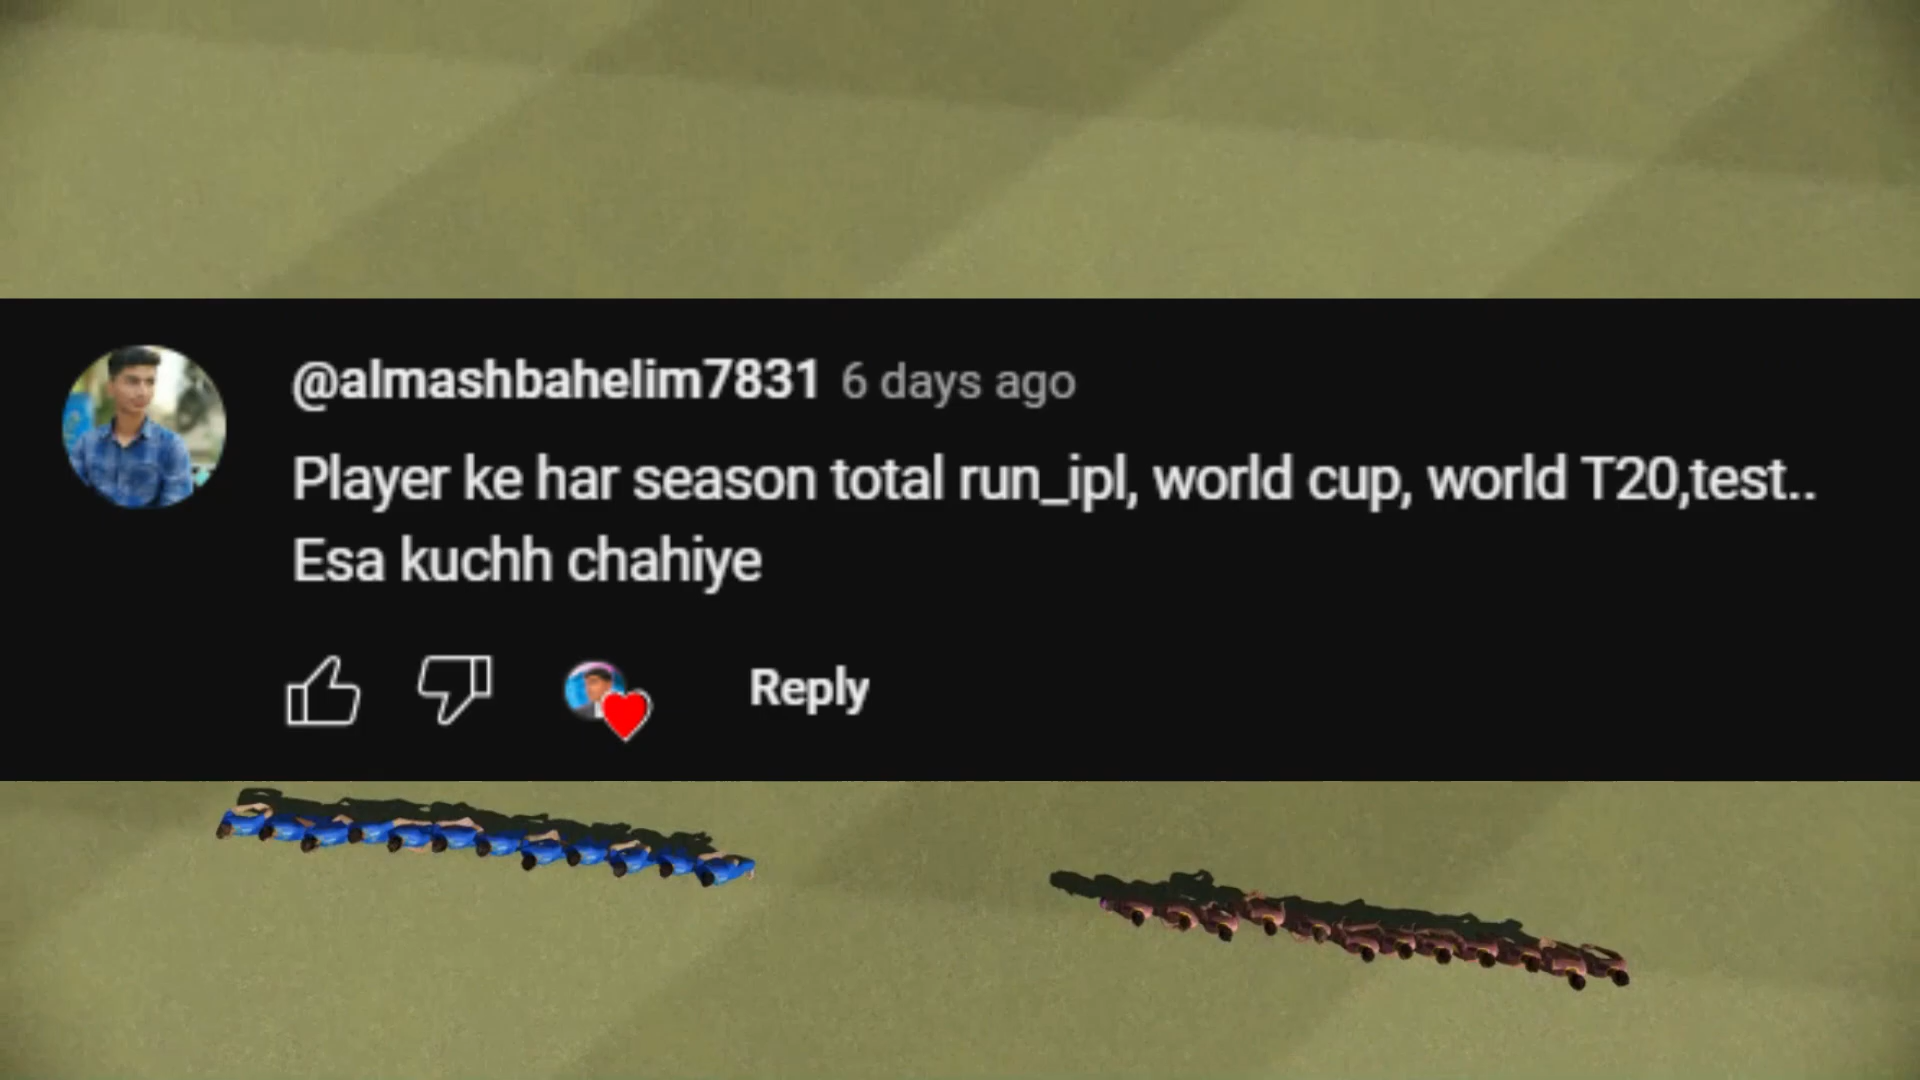 @almashbahelim7831 6 days ago
Player ke har season total run_ipl, world cup, world T20,test..
Esa kuchh chahiye
Reply